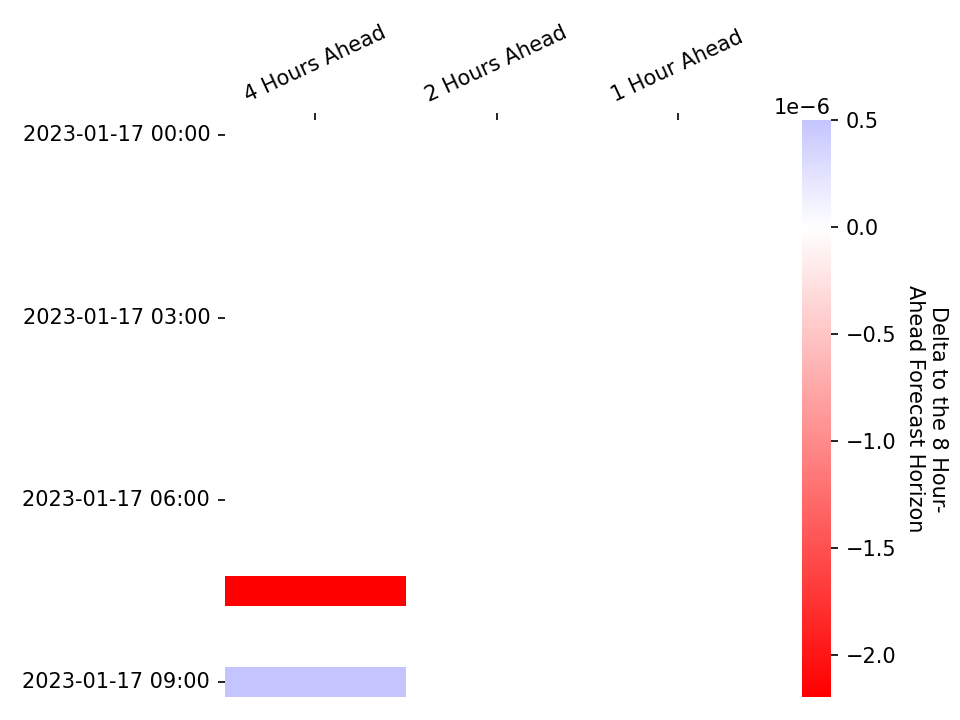 4 Hours Ahead
2 Hours Ahead
1 Hour Ahead
2023-01-17 00:00
2023-01-17 03:00
2023-01-17 06:00
2023-01-17 09:00
1e−6
0.5
0.0
−0.5
−1.0
−1.5
−2.0
Delta to the 8 Hour-
Ahead Forecast Horizon